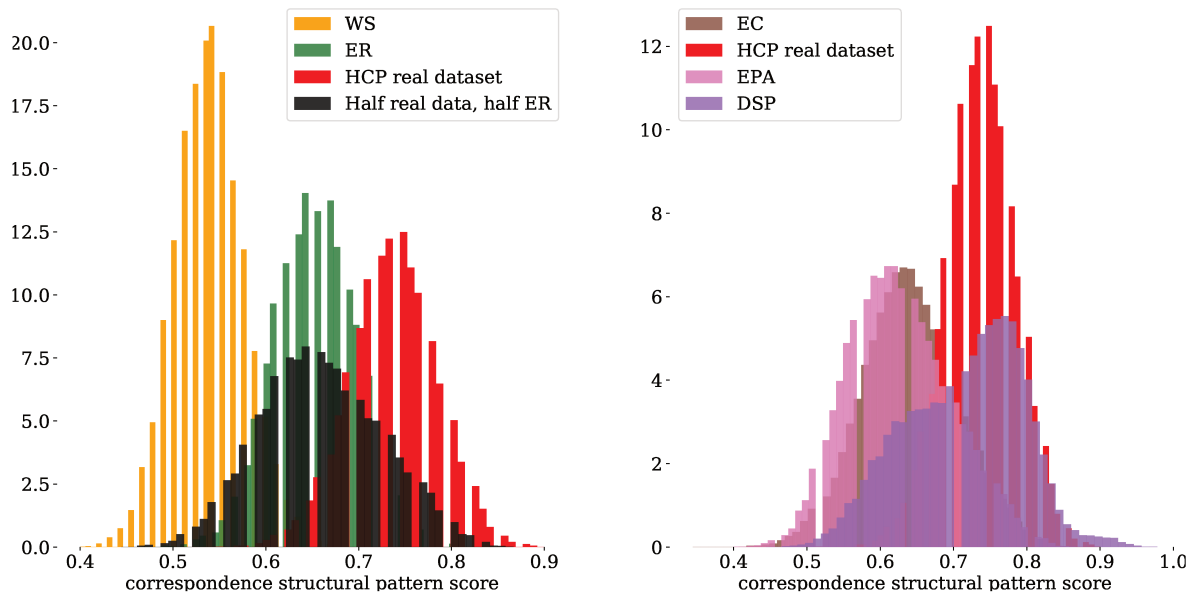 WS
ER
HCP real dataset
Half real data, half ER
20.0
17.5
15.0
12.5
10.0
7.5
5.0
2.5
0.0
0.4 0.5 0.6 0.7 0.8 0.9
correspondence structural pattern score
EC
HCP real dataset
EPA
DSP
12
10
8
6
4
2
0
0.4 0.5 0.6 0.7 0.8 0.9 1.0
correspondence structural pattern score